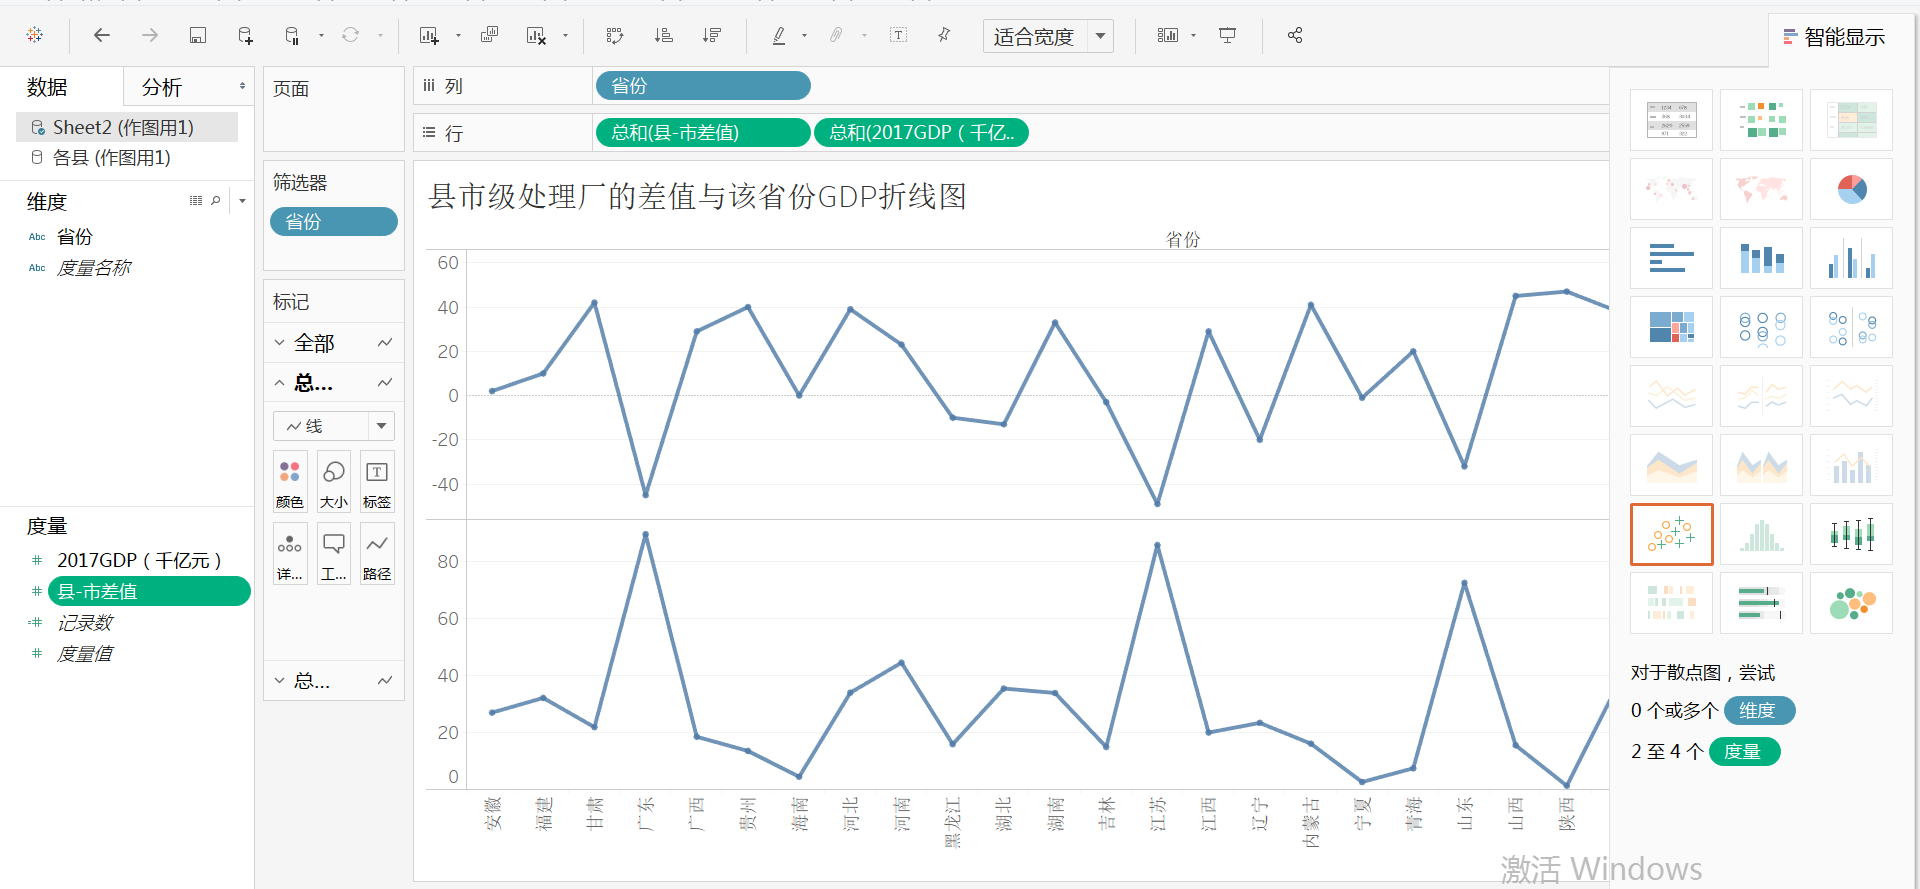 适合宽度
智能显示
数据
分析
Sheet2 (作图用1)
各县 (作图用1)
维度
Abc 省份
Abc 度量名称
度量
2017GDP（千亿元）
县-市差值
记录数
度量值
页面
筛选器
省份
标记
全部
总...
线
颜色
大小
标签
详...
工...
路径
总...
列
省份
行
总和(县-市差值)
总和(2017GDP（千亿..
县市级处理厂的差值与该省份GDP折线图
省份
60
40
20
0
-20
-40
80
60
40
20
0
安徽
福建
甘肃
广东
广西
贵州
海南
河北
河南
黑龙江
湖北
湖南
吉林
江苏
江西
辽宁
内蒙古
宁夏
青海
山东
山西
陕西
对于散点图，尝试
0 个或多个 维度
2 至 4 个 度量
激活 Windows